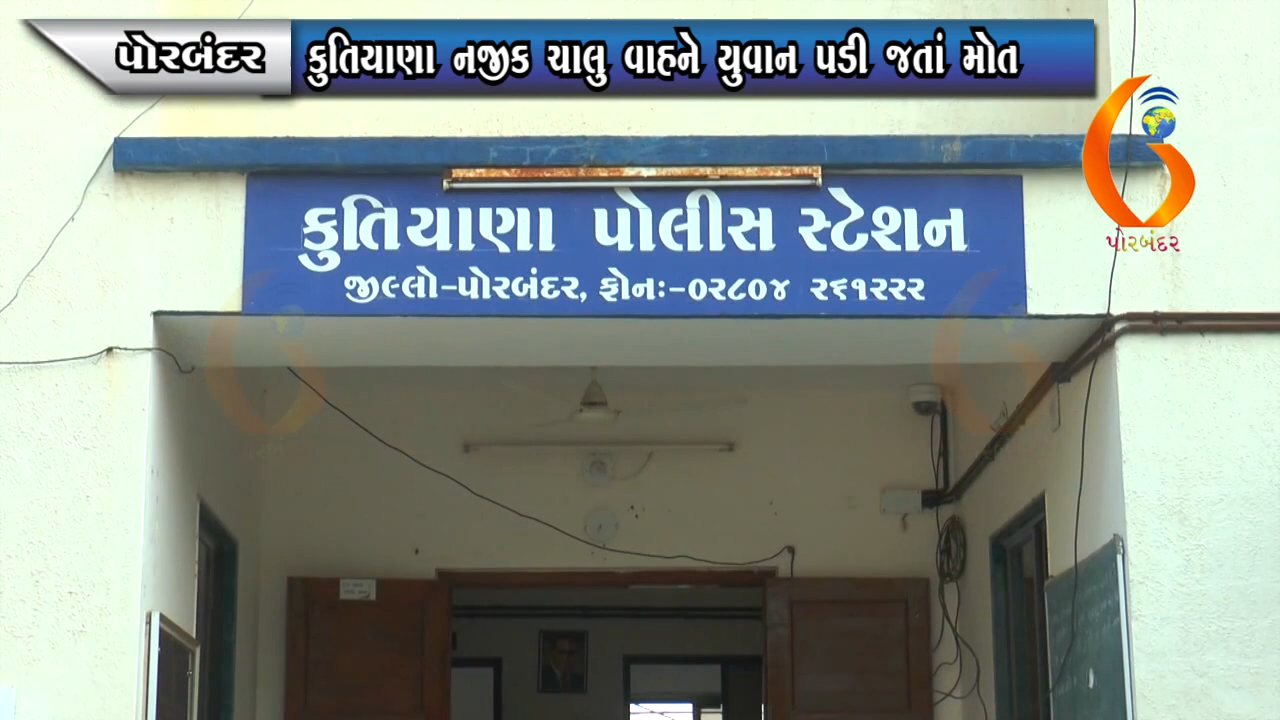 પોરબંદર
કુતિયાણા નજીક ચાલુ વાહને યુવાન પડી જતાં મોત
પોરબંદર
કુતિયાણા પોલીસ સ્ટેશન
જીલ્લો-પોરબંદર, ફોનઃ-૦૨૮૦૪ ૨૬૧૨૨૨